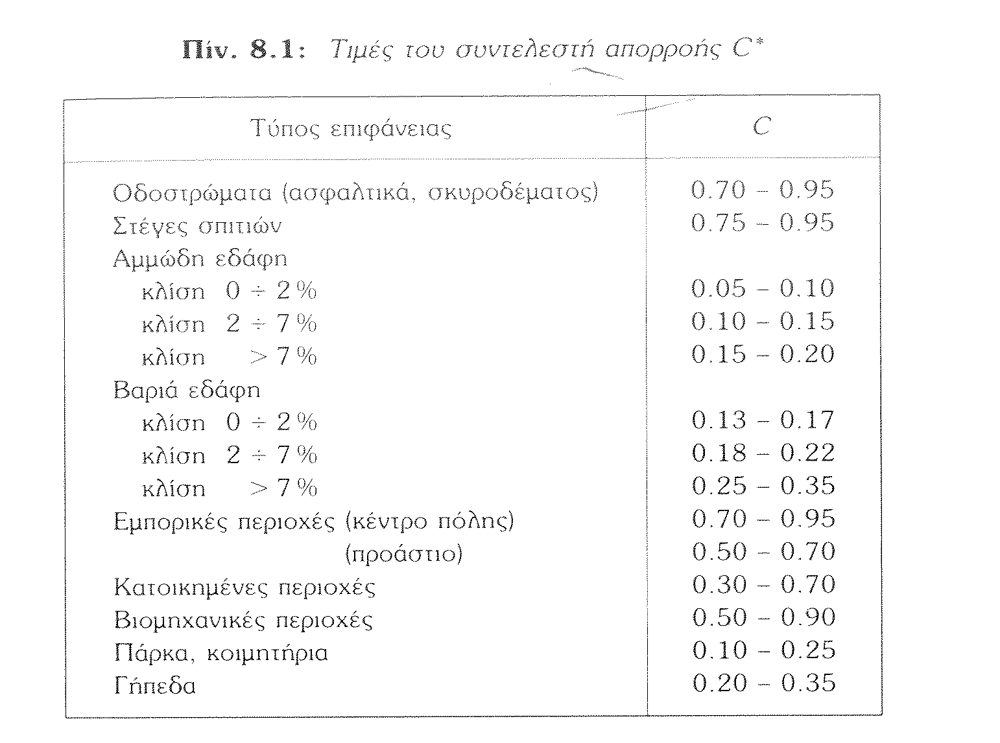 Πίν. 8.1: Τιμές του συντελεστή απορροής C*
Τύπος επιφάνειας C
Οδοστρώματα (ασφαλτικά, σκυροδέματος) 0.70 – 0.95
Στέγες σπιτιών 0.75 – 0.95
Αμμώδη εδάφη
κλίση 0 ÷ 2% 0.05 – 0.10
κλίση 2 ÷ 7% 0.10 – 0.15
κλίση > 7% 0.15 – 0.20
Βαριά εδάφη
κλίση 0 ÷ 2% 0.13 – 0.17
κλίση 2 ÷ 7% 0.18 – 0.22
κλίση > 7% 0.25 – 0.35
Εμπορικές περιοχές (κέντρο πόλης) 0.70 – 0.95
(προάστιο) 0.50 – 0.70
Κατοικημένες περιοχές 0.30 – 0.70
Βιομηχανικές περιοχές 0.50 – 0.90
Πάρκα, κοιμητήρια 0.10 – 0.25
Γήπεδα 0.20 – 0.35